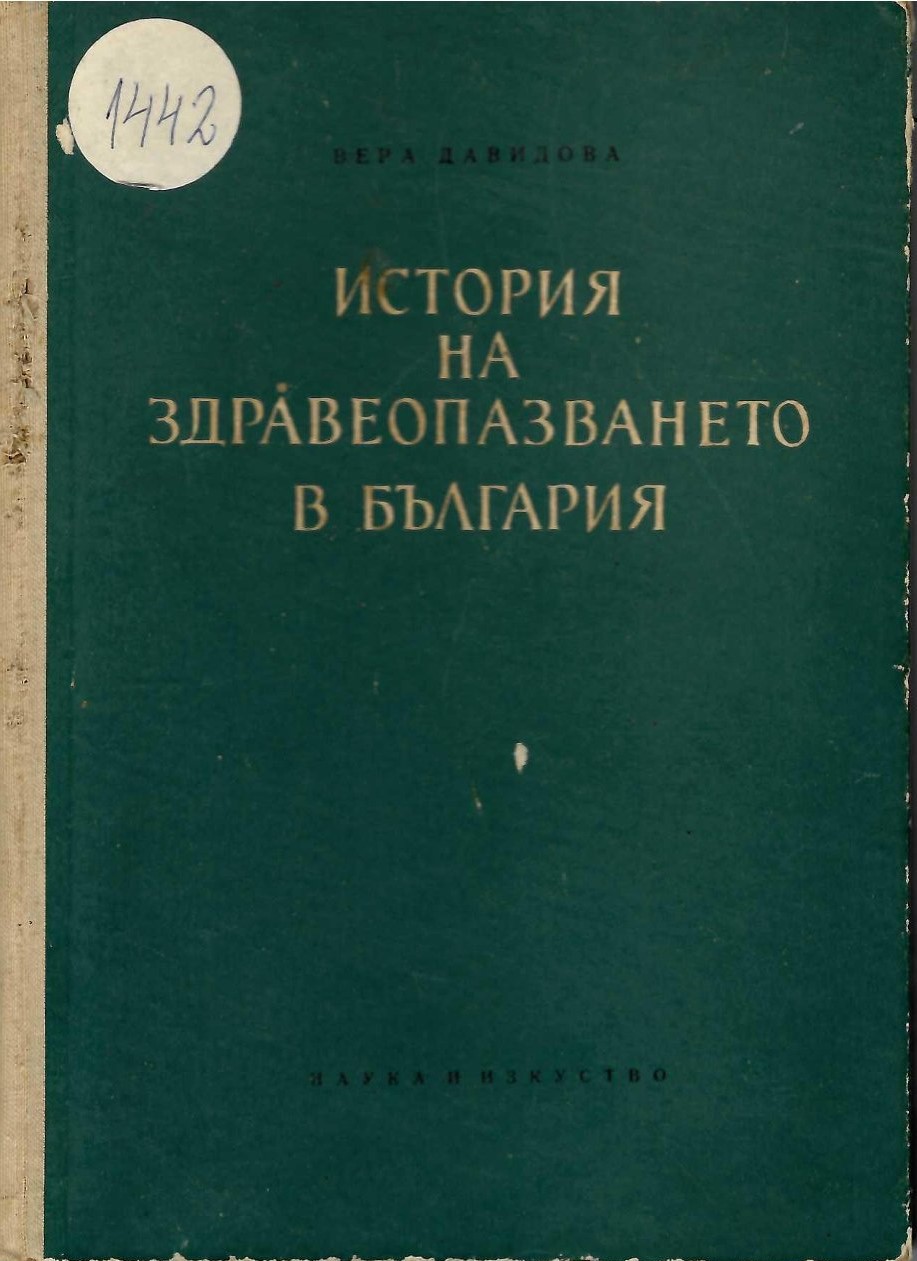 1442
ВЕРА ДАВИДОВА
ИСТОРИЯ
НА
ЗДРАВЕОПАЗВАНЕТО
В БЪЛГАРИЯ
НАУКА И ИЗКУСТВО